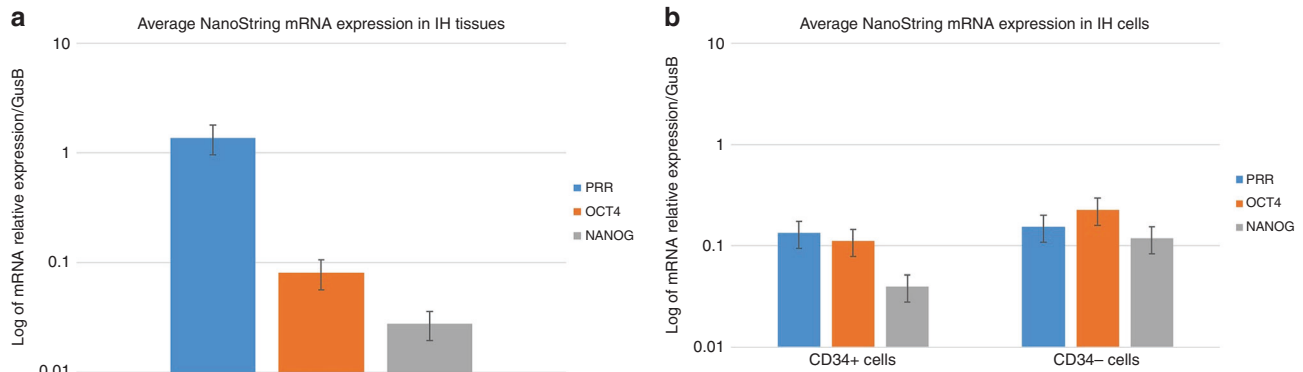 a
Average NanoString mRNA expression in IH tissues
Log of mRNA relative expression/GusB
10
1
0.1
0.01
PRR
OCT4
NANOG
b
Average NanoString mRNA expression in IH cells
Log of mRNA relative expression/GusB
10
1
0.1
0.01
CD34+ cells
CD34– cells
PRR
OCT4
NANOG